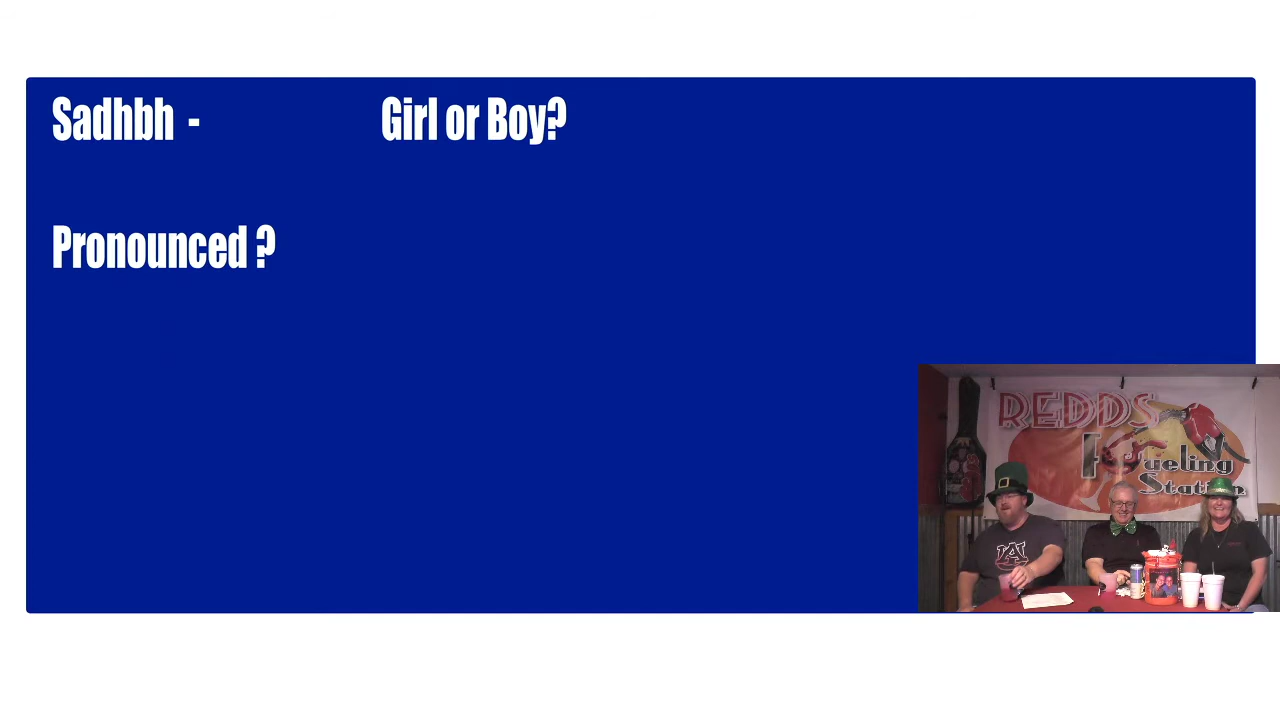 Sadhbh - Girl or Boy?
Pronounced ?
REDDS
Fueling
Station